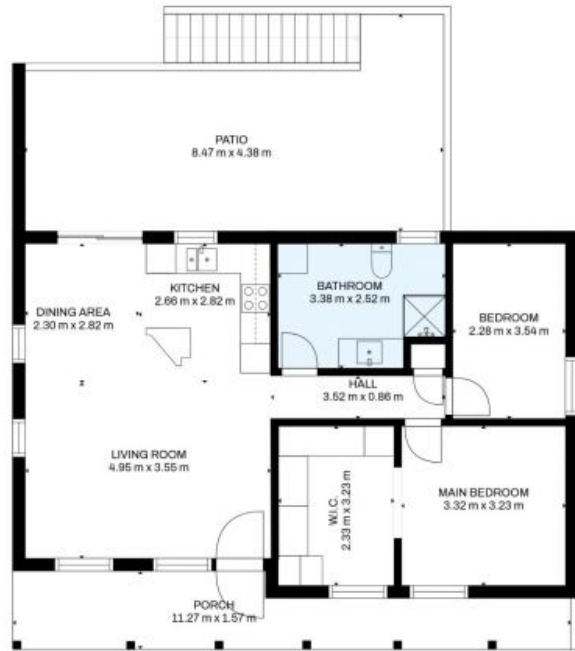 PATIO
8.47 m x 4.38 m
KITCHEN
2.66 m x 2.82 m
BATHROOM
3.38 m x 2.52 m
DINING AREA
2.30 m x 2.82 m
BEDROOM
2.28 m x 3.54 m
HALL
3.52 m x 0.86 m
LIVING ROOM
4.95 m x 3.55 m
W.I.C.
2.33 m x 3.23 m
MAIN BEDROOM
3.32 m x 3.23 m
PORCH
11.27 m x 1.57 m